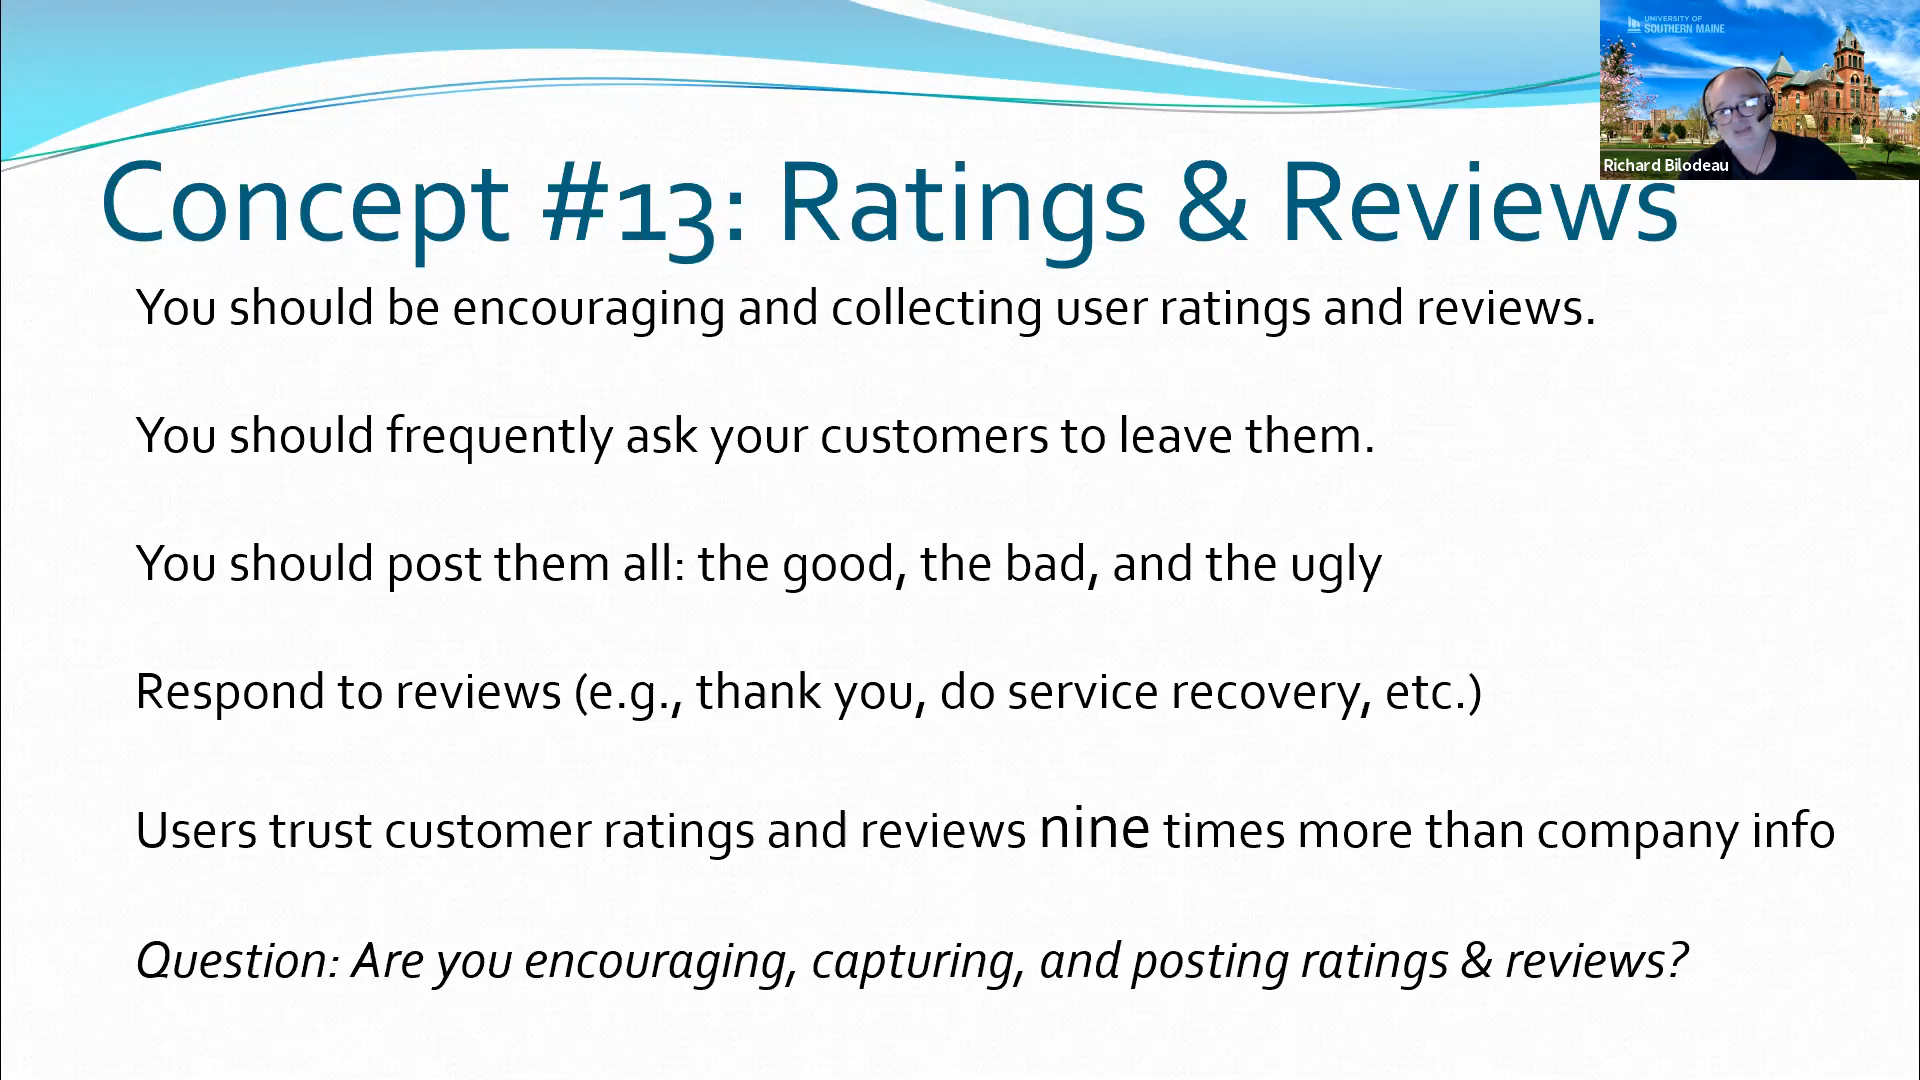 UNIVERSITY OF
SOUTHERN MAINE
Richard Bilodeau
Concept #13: Ratings & Reviews
You should be encouraging and collecting user ratings and reviews.
You should frequently ask your customers to leave them.
You should post them all: the good, the bad, and the ugly
Respond to reviews (e.g., thank you, do service recovery, etc.)
Users trust customer ratings and reviews nine times more than company info
Question: Are you encouraging, capturing, and posting ratings & reviews?